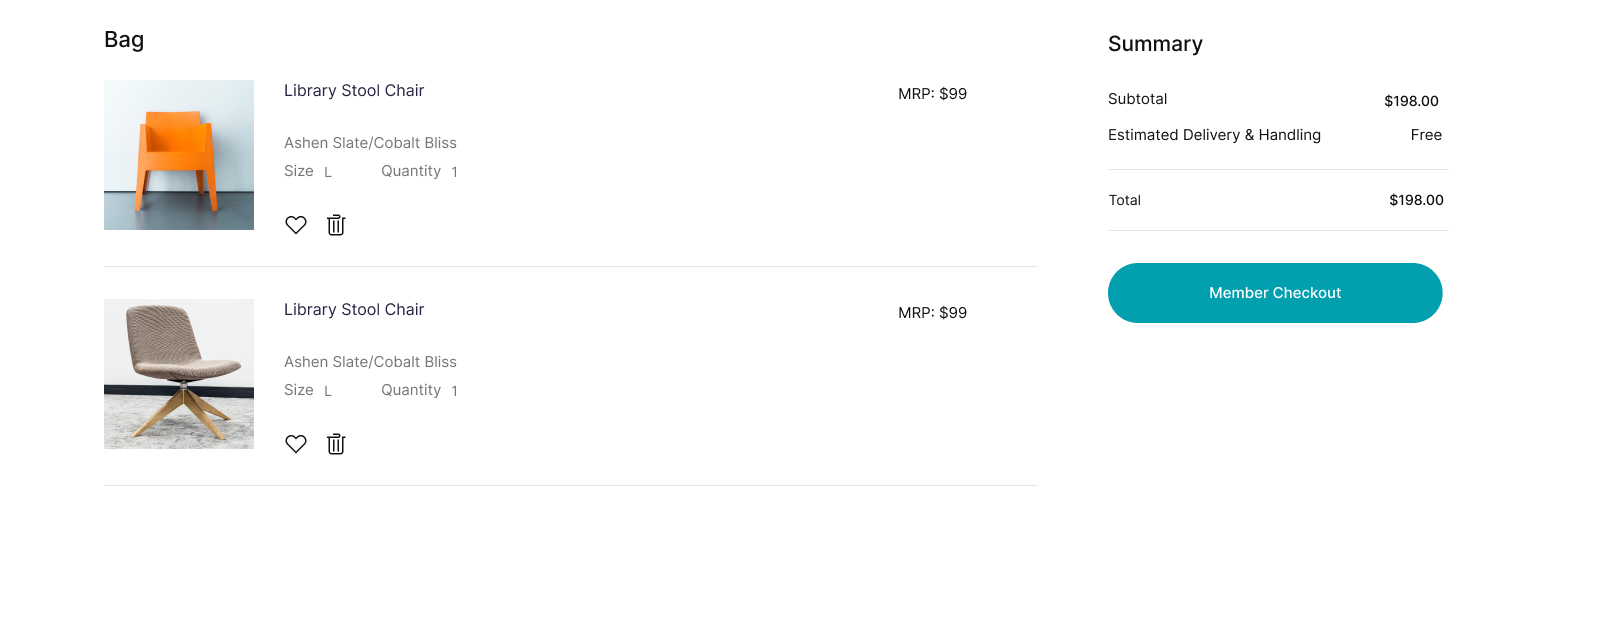 Bag
Library Stool Chair
MRP: $99
Ashen Slate/Cobalt Bliss
Size L Quantity 1
Library Stool Chair
MRP: $99
Ashen Slate/Cobalt Bliss
Size L Quantity 1
Summary
Subtotal $198.00
Estimated Delivery & Handling Free
Total $198.00
Member Checkout